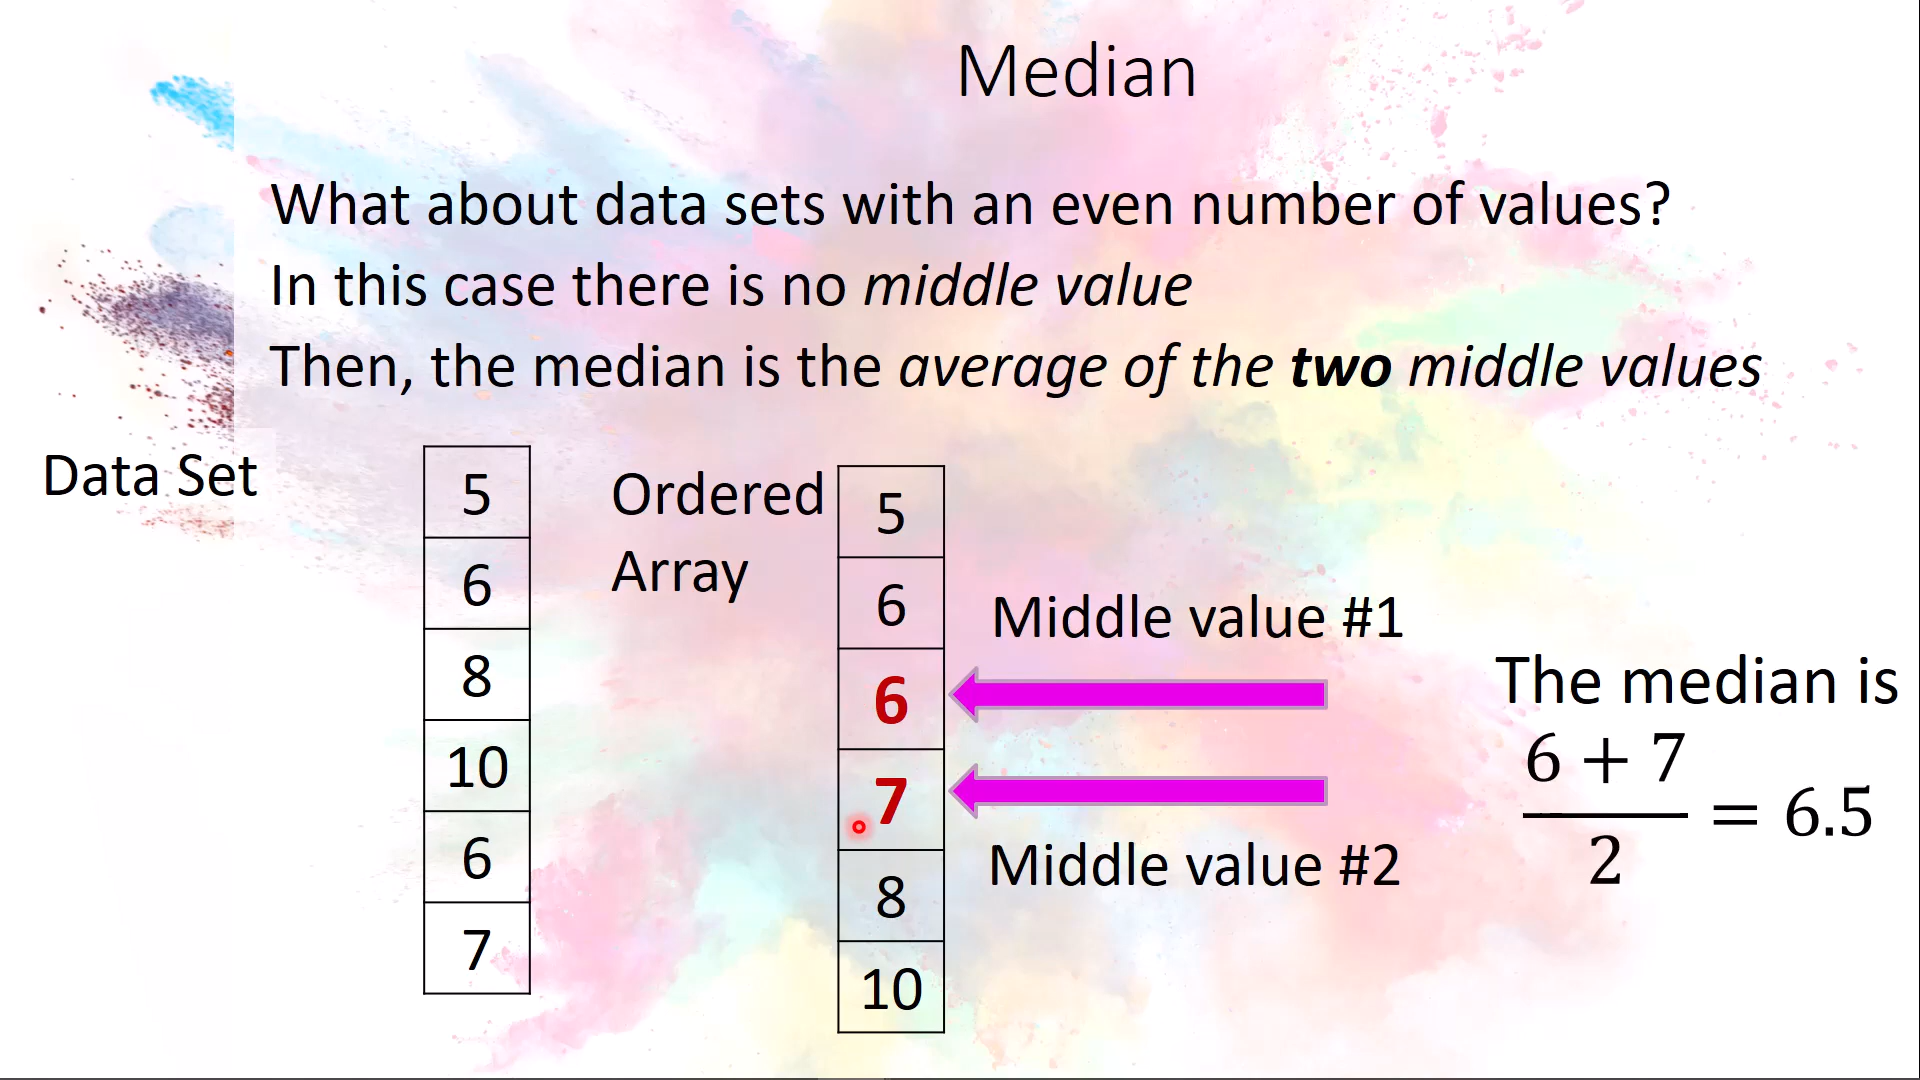 Median
What about data sets with an even number of values?
In this case there is no middle value
Then, the median is the average of the two middle values
Data Set
5
6
8
10
6
7
Ordered
Array
5
6
6
7
8
10
Middle value #1
Middle value #2
The median is
6 + 7
2
= 6.5